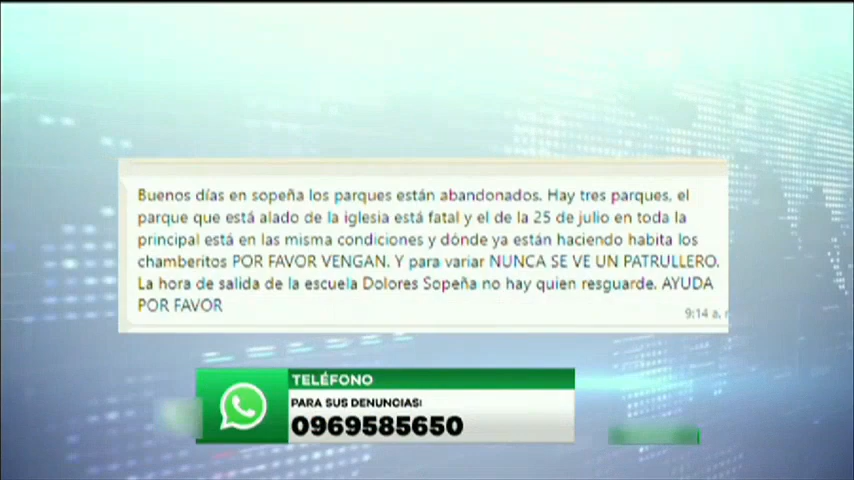 Buenos días en sopeña los parques están abandonados. Hay tres parques, el
parque que está alado de la iglesia está fatal y el de la 25 de julio en toda la
principal está en las misma condiciones y dónde ya están haciendo habita los
chamberitos POR FAVOR VENGAN. Y para variar NUNCA SE VE UN PATRULLERO.
La hora de salida de la escuela Dolores Sopeña no hay quien resguarde. AYUDA
POR FAVOR
9:14 a.
TELÉFONO
PARA SUS DENUNCIAS:
0969585650